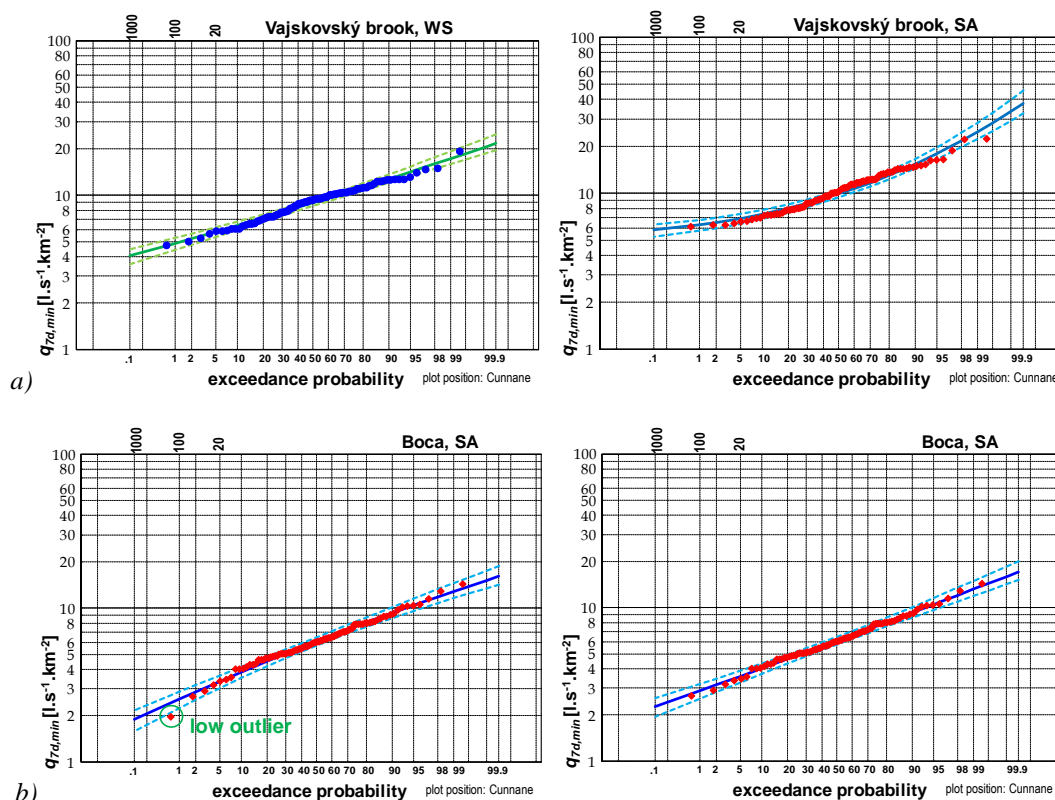 1000 100 20
Vajskovský brook, WS
100
80
60
50
40
30
20
10
8
6
5
4
3
2
1
q7d,min [l.s-1.km-2]
.1 1 2 5 10 20 30 40 50 60 70 80 90 95 98 99 99.9
exceedance probability plot position: Cunnane
1000 100 20
Vajskovský brook, SA
100
80
60
50
40
30
20
10
8
6
5
4
3
2
1
q7d,min [l.s-1.km-2]
.1 1 2 5 10 20 30 40 50 60 70 80 90 95 98 99 99.9
exceedance probability plot position: Cunnane
a)
1000 100 20
Boca, SA
100
80
60
50
40
30
20
10
8
6
5
4
3
2
1
q7d,min [l.s-1.km-2]
low outlier
.1 1 2 5 10 20 30 40 50 60 70 80 90 95 98 99 99.9
exceedance probability plot position: Cunnane
1000 100 20
Boca, SA
100
80
60
50
40
30
20
10
8
6
5
4
3
2
1
q7d,min [l.s-1.km-2]
.1 1 2 5 10 20 30 40 50 60 70 80 90 95 98 99 99.9
exceedance probability plot position: Cunnane
b)